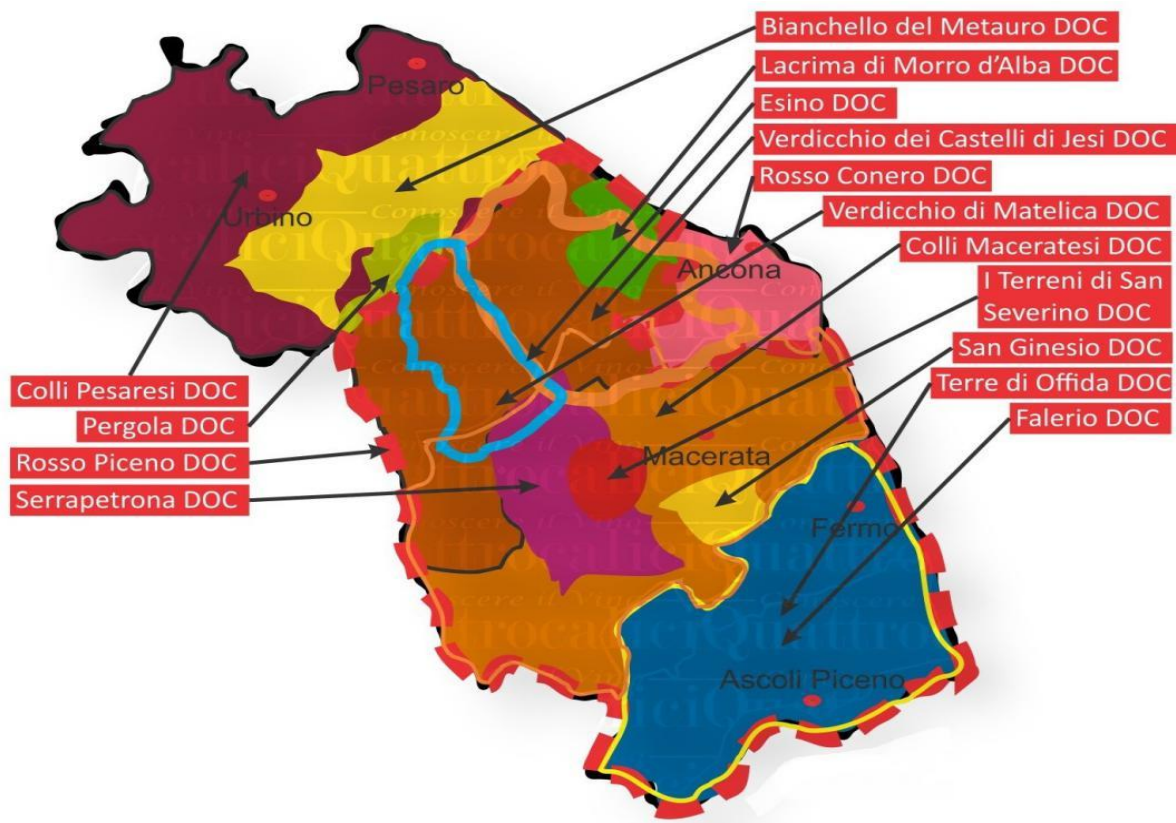 Bianchello del Metauro DOC
Lacrima di Morro d'Alba DOC
Esino DOC
Verdicchio dei Castelli di Jesi DOC
Rosso Conero DOC
Verdicchio di Matelica DOC
Colli Maceratesi DOC
I Terreni di San
Severino DOC
San Ginesio DOC
Terre di Offida DOC
Falerio DOC
Colli Pesaresi DOC
Pergola DOC
Rosso Piceno DOC
Serrapetrona DOC
Pesaro
Urbino
Ancona
Macerata
Fermo
Ascoli Piceno